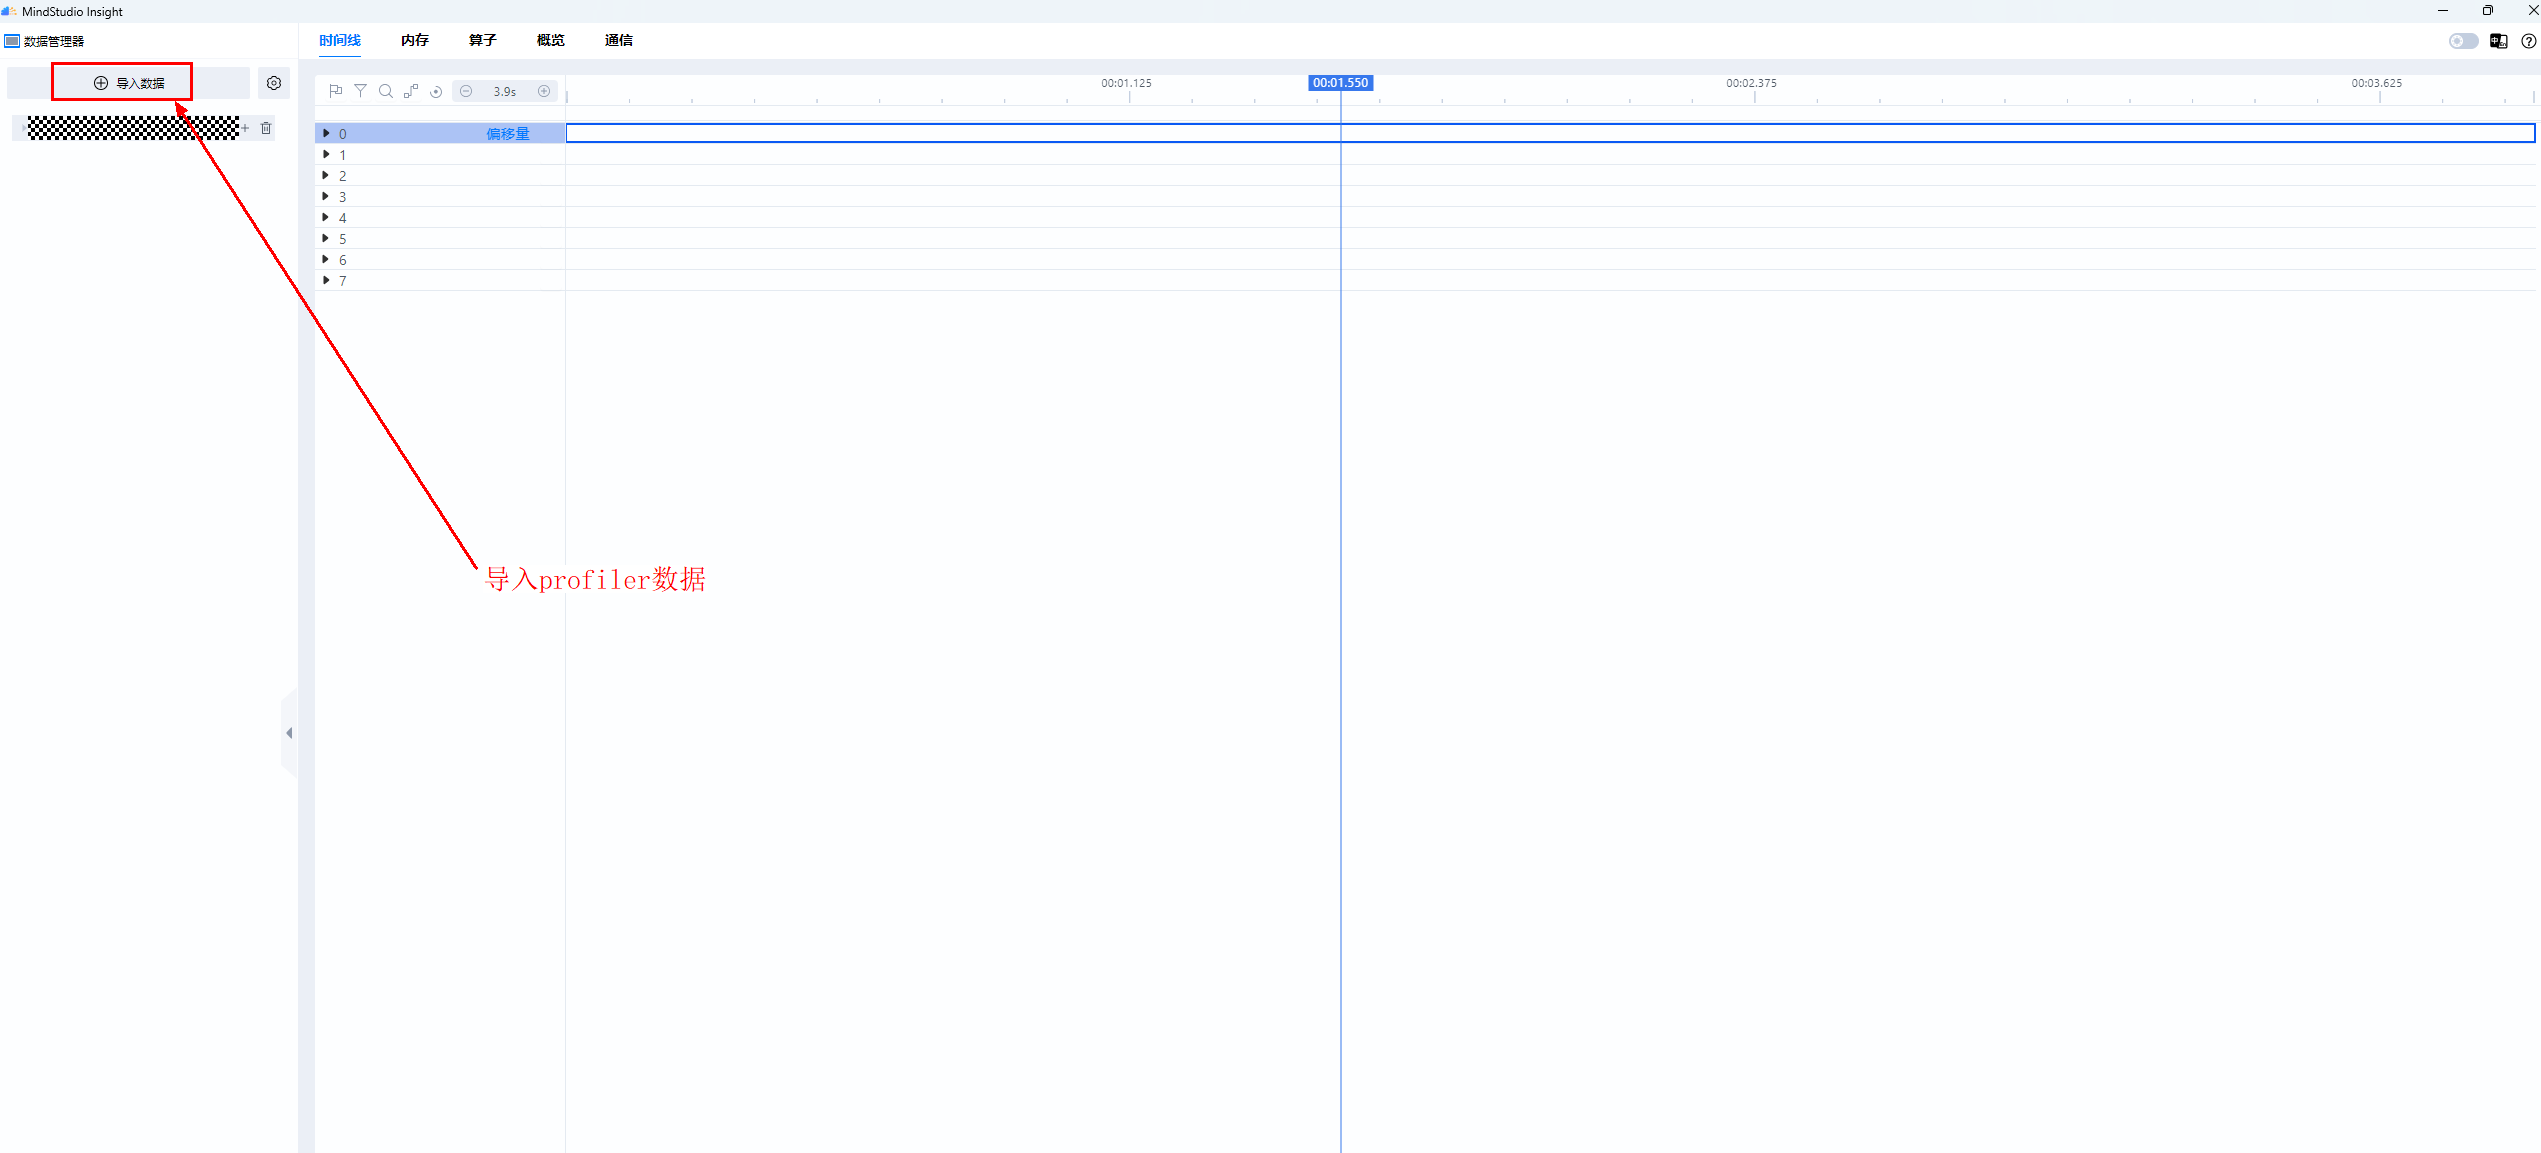 MindStudio Insight
数据管理器
时间线 内存 算子 概览 通信
导入数据
3.9s
00:01.125 00:01.550 00:02.375 00:03.625
0 偏移量
1
2
3
4
5
6
7
导入profiler数据